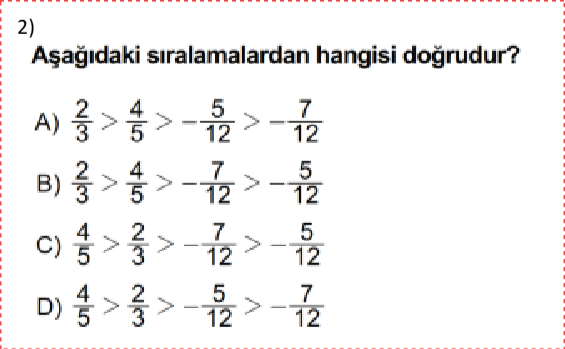 2)
Aşağıdaki sıralamalardan hangisi doğrudur?
A) 2/3 > 4/5 > -5/12 > -7/12
B) 2/3 > 4/5 > -7/12 > -5/12
C) 4/5 > 2/3 > -7/12 > -5/12
D) 4/5 > 2/3 > -5/12 > -7/12